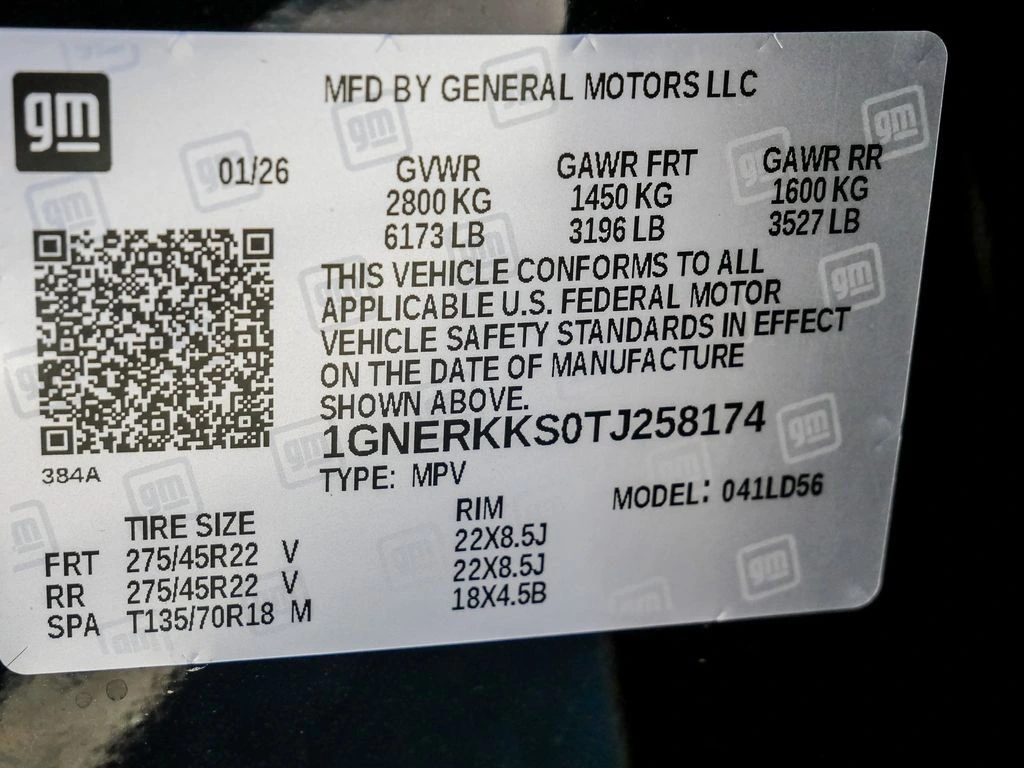 gm
MFD BY GENERAL MOTORS LLC
01/26 GVWR GAWR FRT GAWR RR
2800 KG 1450 KG 1600 KG
6173 LB 3196 LB 3527 LB
THIS VEHICLE CONFORMS TO ALL
APPLICABLE U.S. FEDERAL MOTOR
VEHICLE SAFETY STANDARDS IN EFFECT
ON THE DATE OF MANUFACTURE
SHOWN ABOVE.
1GNERKKS0TJ258174
384A
TYPE: MPV MODEL: 041LD56
TIRE SIZE RIM
FRT 275/45R22 V 22X8.5J
RR 275/45R22 V 22X8.5J
SPA T135/70R18 M 18X4.5B